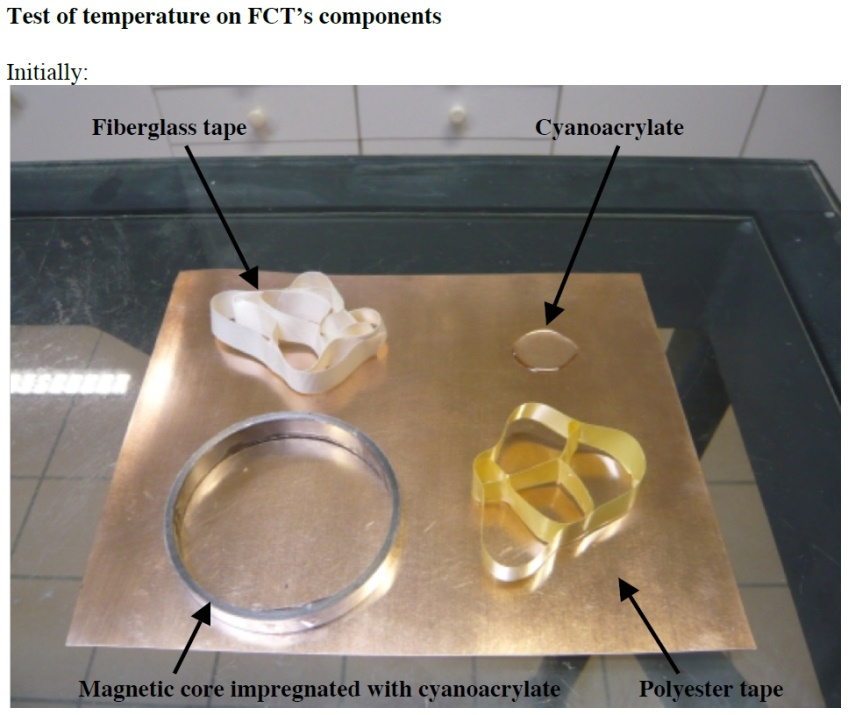 Test of temperature on FCT’s components
Initially:
Fiberglass tape
Cyanoacrylate
Magnetic core impregnated with cyanoacrylate
Polyester tape